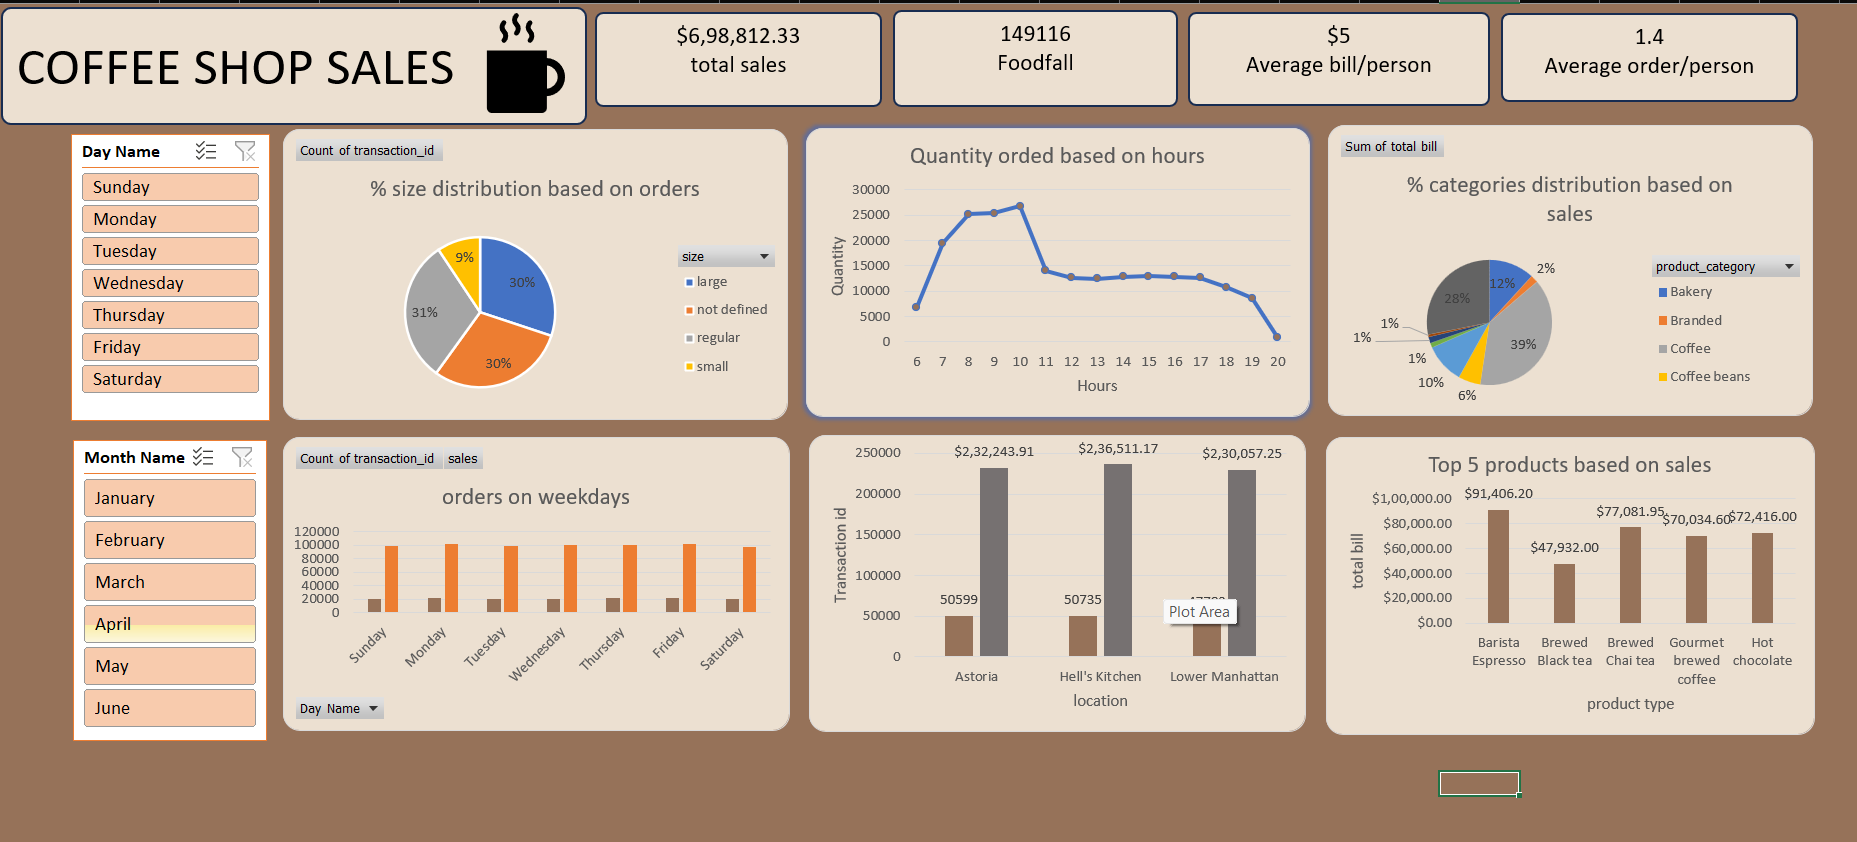 COFFEE SHOP SALES
$6,98,812.33
total sales
149116
Foodfall
$5
Average bill/person
1.4
Average order/person
Day Name
Sunday
Monday
Tuesday
Wednesday
Thursday
Friday
Saturday
Count of transaction_id
% size distribution based on orders
9%
30%
31%
30%
size
large
not defined
regular
small
Quantity orded based on hours
Quantity
30000
25000
20000
15000
10000
5000
0
6 7 8 9 10 11 12 13 14 15 16 17 18 19 20
Hours
Sum of total bill
% categories distribution based on
sales
12%
2%
28%
39%
1%
1%
1%
10%
6%
product_category
Bakery
Branded
Coffee
Coffee beans
Month Name
January
February
March
April
May
June
Count of transaction_id sales
orders on weekdays
120000
100000
80000
60000
40000
20000
0
Sunday Monday Tuesday Wednesday Thursday Friday Saturday
Day Name
Transaction id
250000
200000
150000
100000
50000
0
$2,32,243.91 $2,36,511.17 $2,30,057.25
50599 50735
Plot Area
Astoria Hell's Kitchen Lower Manhattan
location
Top 5 products based on sales
total bill
$1,00,000.00
$80,000.00
$60,000.00
$40,000.00
$20,000.00
$0.00
$91,406.20
$47,932.00
$77,081.95
$70,034.60
$72,416.00
Barista Espresso
Brewed Black tea
Brewed Chai tea
Gourmet brewed coffee
Hot chocolate
product type